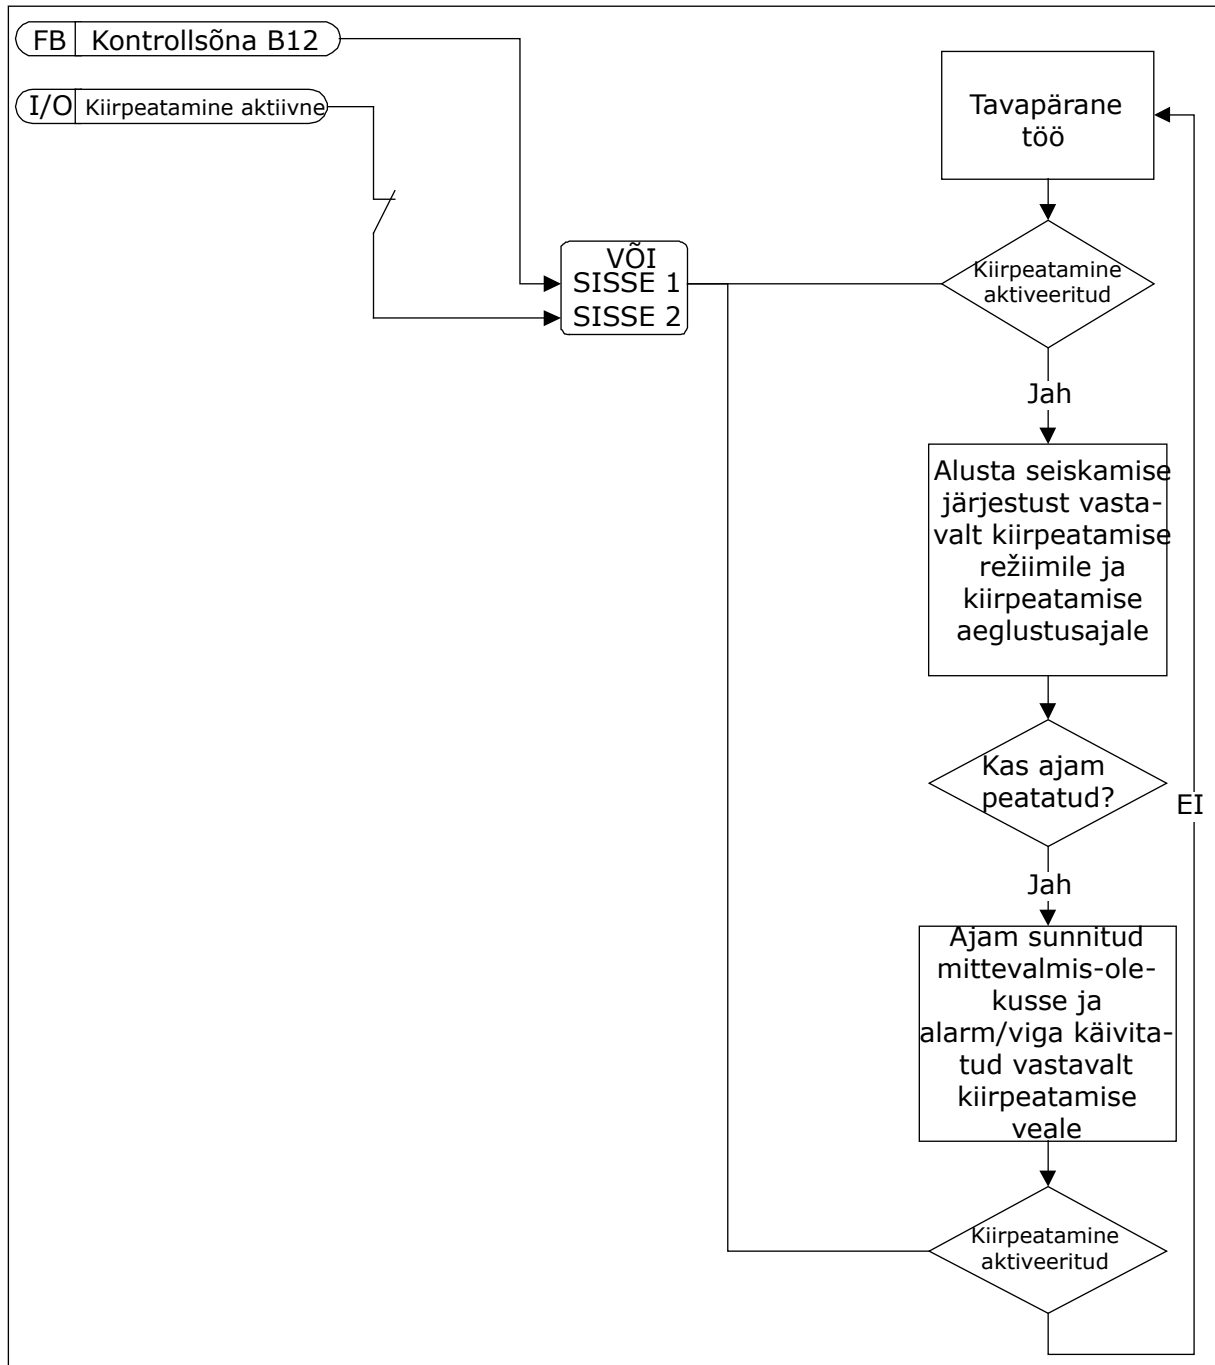 FB Kontrollsõna B12
I/O Kiirpeatamine aktiivne
VÕI
SISSE 1
SISSE 2
Tavapärane
töö
Kiirpeatamine
aktiveeritud
Jah
Alusta seiskamise
järjestust vasta-
valt kiirpeatamise
režiimile ja
kiirpeatamise
aeglustusajale
Kas ajam
peatatud?
EI
Jah
Ajam sunnitud
mittevalmis-ole-
kusse ja
alarm/viga käivita-
tud vastavalt
kiirpeatamise
veale
Kiirpeatamine
aktiveeritud